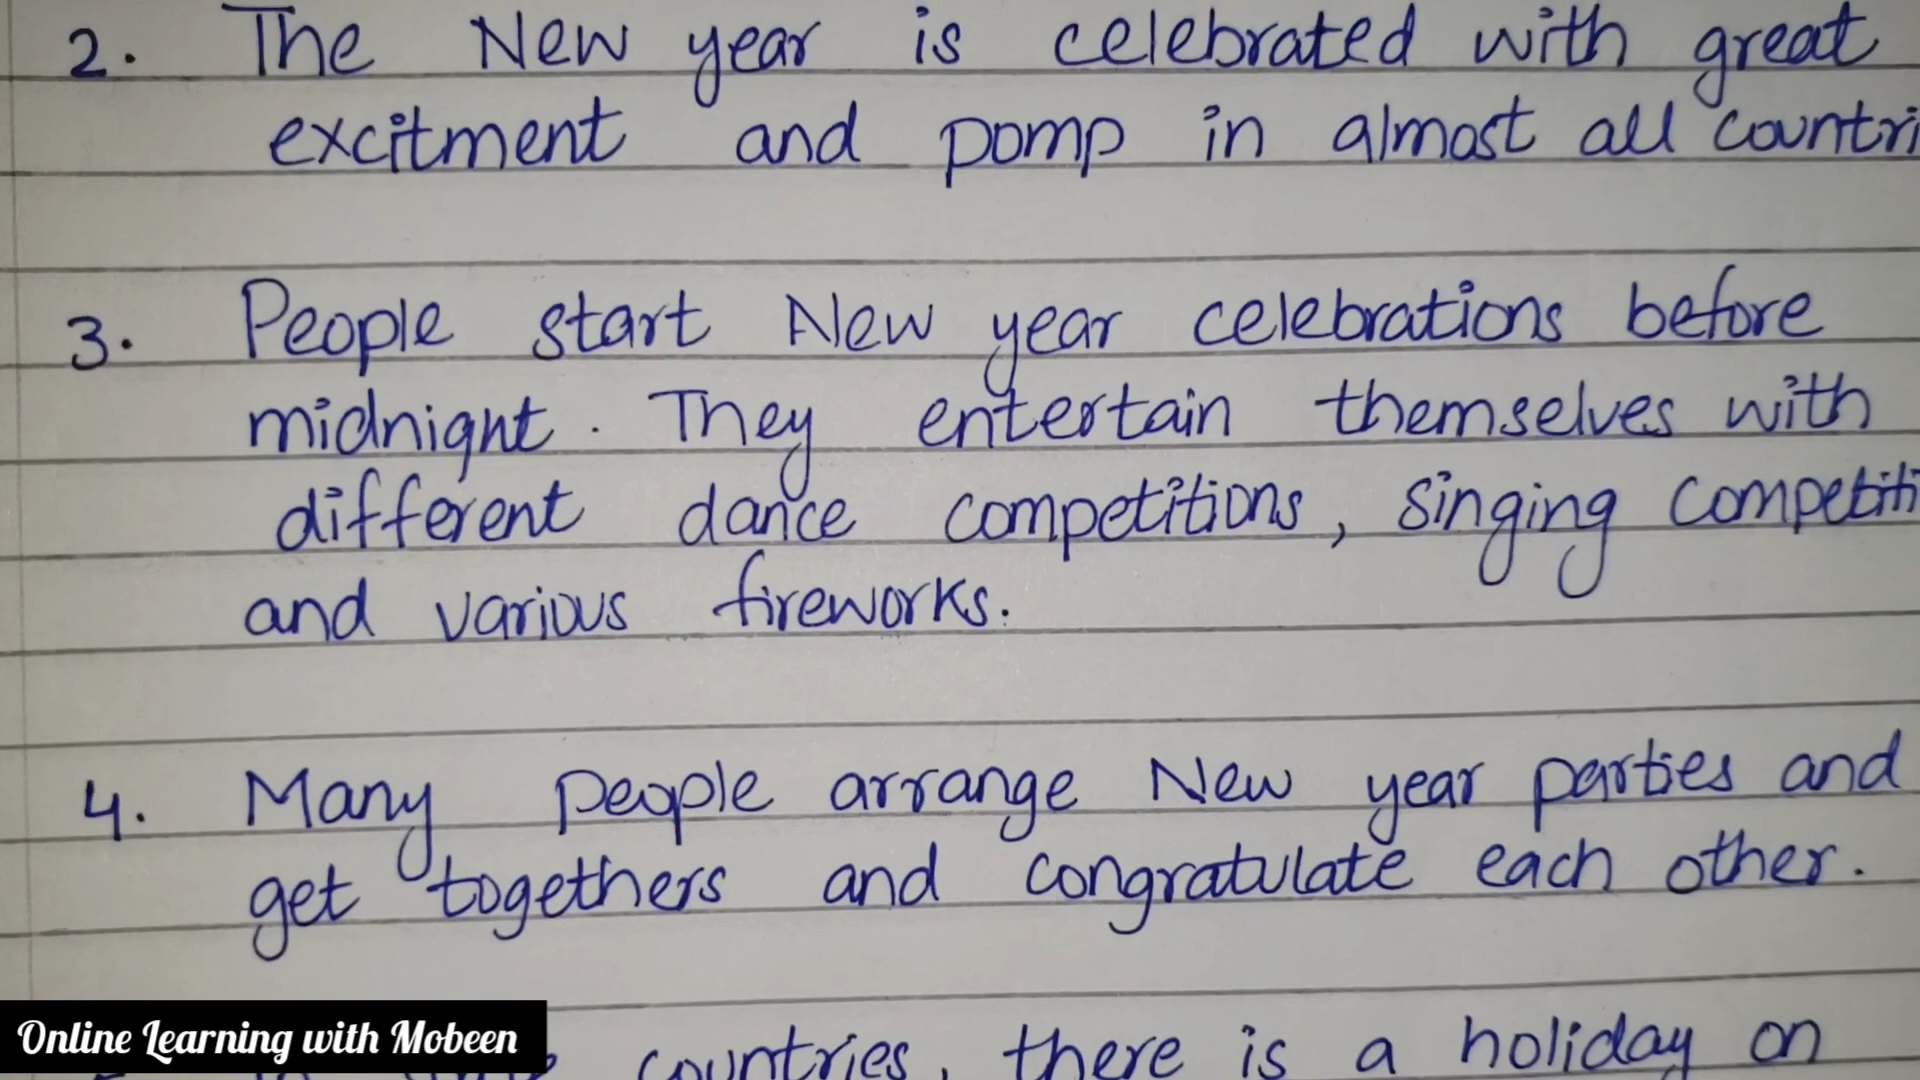 2. The New year is celebrated with great
excitment and pomp in almost all countri
3. People start New year celebrations before
midnight. They entertain themselves with
different dance competitions, singing competiti
and various fireworks.
4. Many people arrange New year parties and
get togethers and congratulate each other.
countries, there is a holiday on
Online Learning with Mobeen